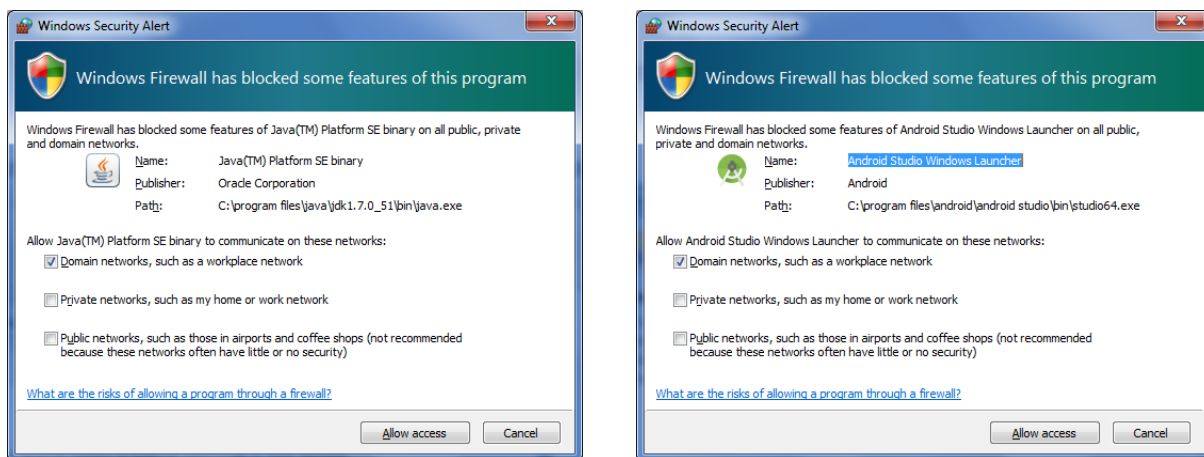 Windows Security Alert
Windows Firewall has blocked some features of this program
Windows Firewall has blocked some features of Java(TM) Platform SE binary on all public, private
and domain networks.
Name: Java(TM) Platform SE binary
Publisher: Oracle Corporation
Path: C:\program files\java\jdk1.7.0_51\bin\java.exe
Allow Java(TM) Platform SE binary to communicate on these networks:
Domain networks, such as a workplace network
Private networks, such as my home or work network
Public networks, such as those in airports and coffee shops (not recommended
because these networks often have little or no security)
What are the risks of allowing a program through a firewall?
Allow access Cancel
Windows Security Alert
Windows Firewall has blocked some features of this program
Windows Firewall has blocked some features of Android Studio Windows Launcher on all public,
private and domain networks.
Name: Android Studio Windows Launcher
Publisher: Android
Path: C:\program files\android\android studio\bin\studio64.exe
Allow Android Studio Windows Launcher to communicate on these networks:
Domain networks, such as a workplace network
Private networks, such as my home or work network
Public networks, such as those in airports and coffee shops (not recommended
because these networks often have little or no security)
What are the risks of allowing a program through a firewall?
Allow access Cancel